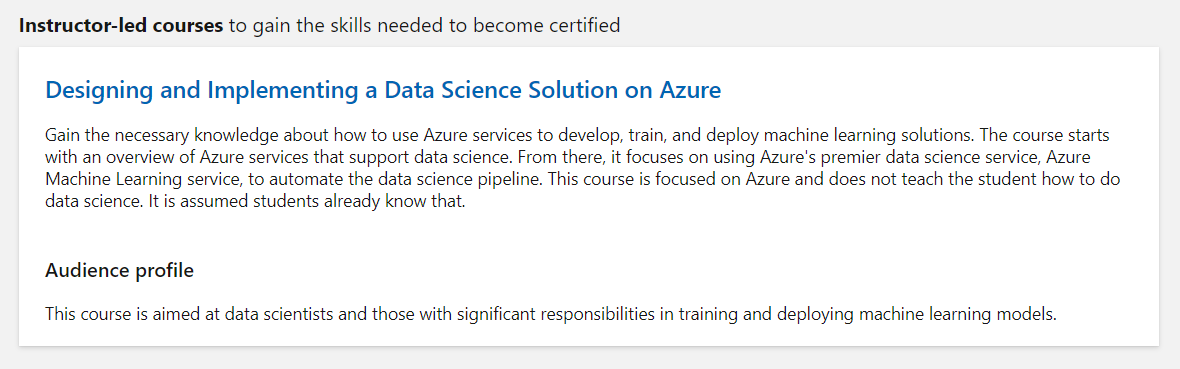 Instructor-led courses to gain the skills needed to become certified
Designing and Implementing a Data Science Solution on Azure
Gain the necessary knowledge about how to use Azure services to develop, train, and deploy machine learning solutions. The course starts
with an overview of Azure services that support data science. From there, it focuses on using Azure's premier data science service, Azure
Machine Learning service, to automate the data science pipeline. This course is focused on Azure and does not teach the student how to do
data science. It is assumed students already know that.
Audience profile
This course is aimed at data scientists and those with significant responsibilities in training and deploying machine learning models.